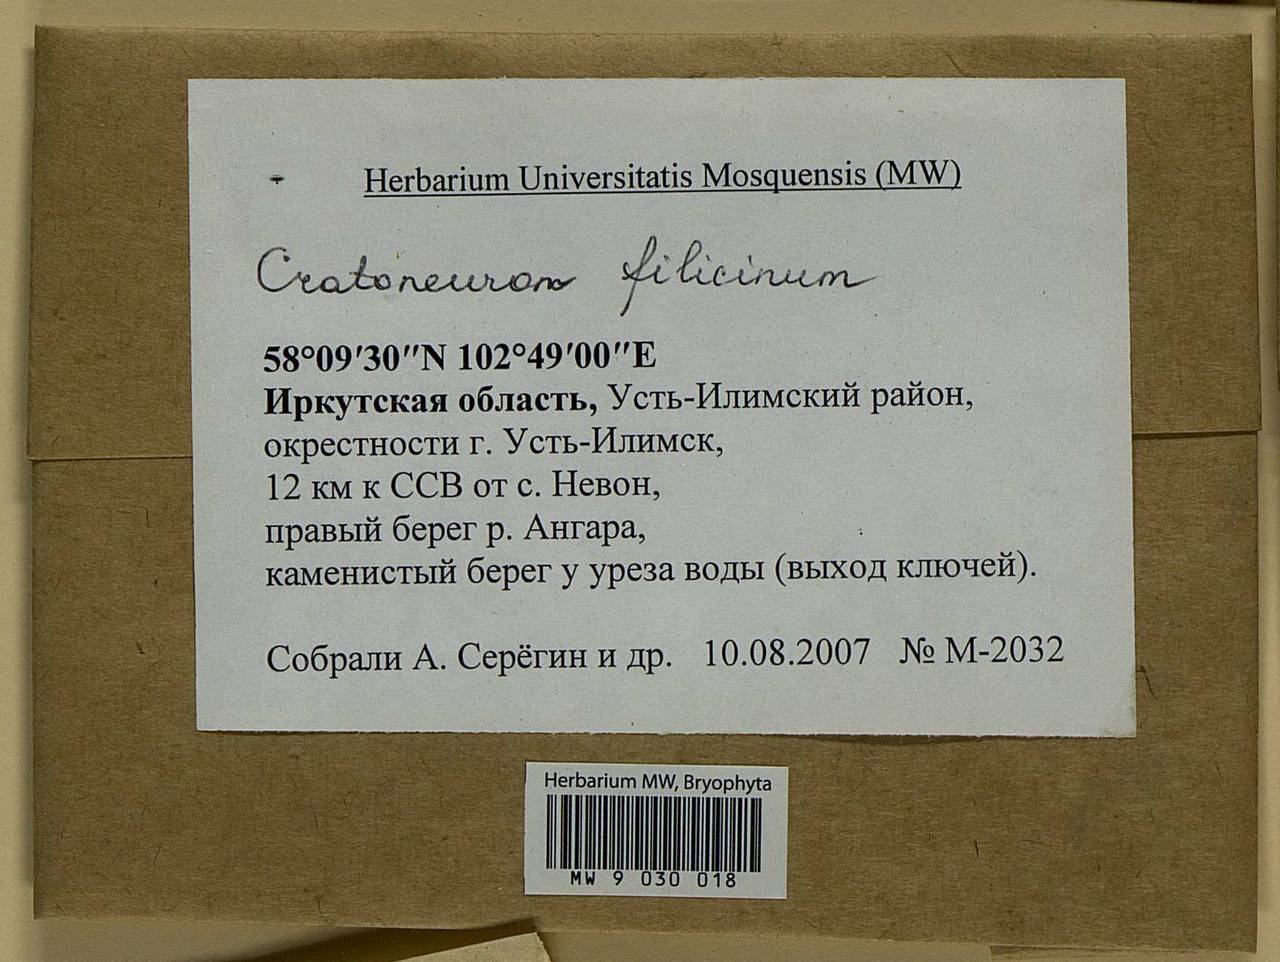 Herbarium Universitatis Mosquensis (MW)
Cratoneuron filicinum
58°09′30″N 102°49′00″E
Иркутская область, Усть-Илимский район,
окрестности г. Усть-Илимск,
12 км к ССВ от с. Невон,
правый берег р. Ангара,
каменистый берег у уреза воды (выход ключей).
Собрали А. Серёгин и др. 10.08.2007 № М-2032
Herbarium MW, Bryophyta
MW 9 030 018